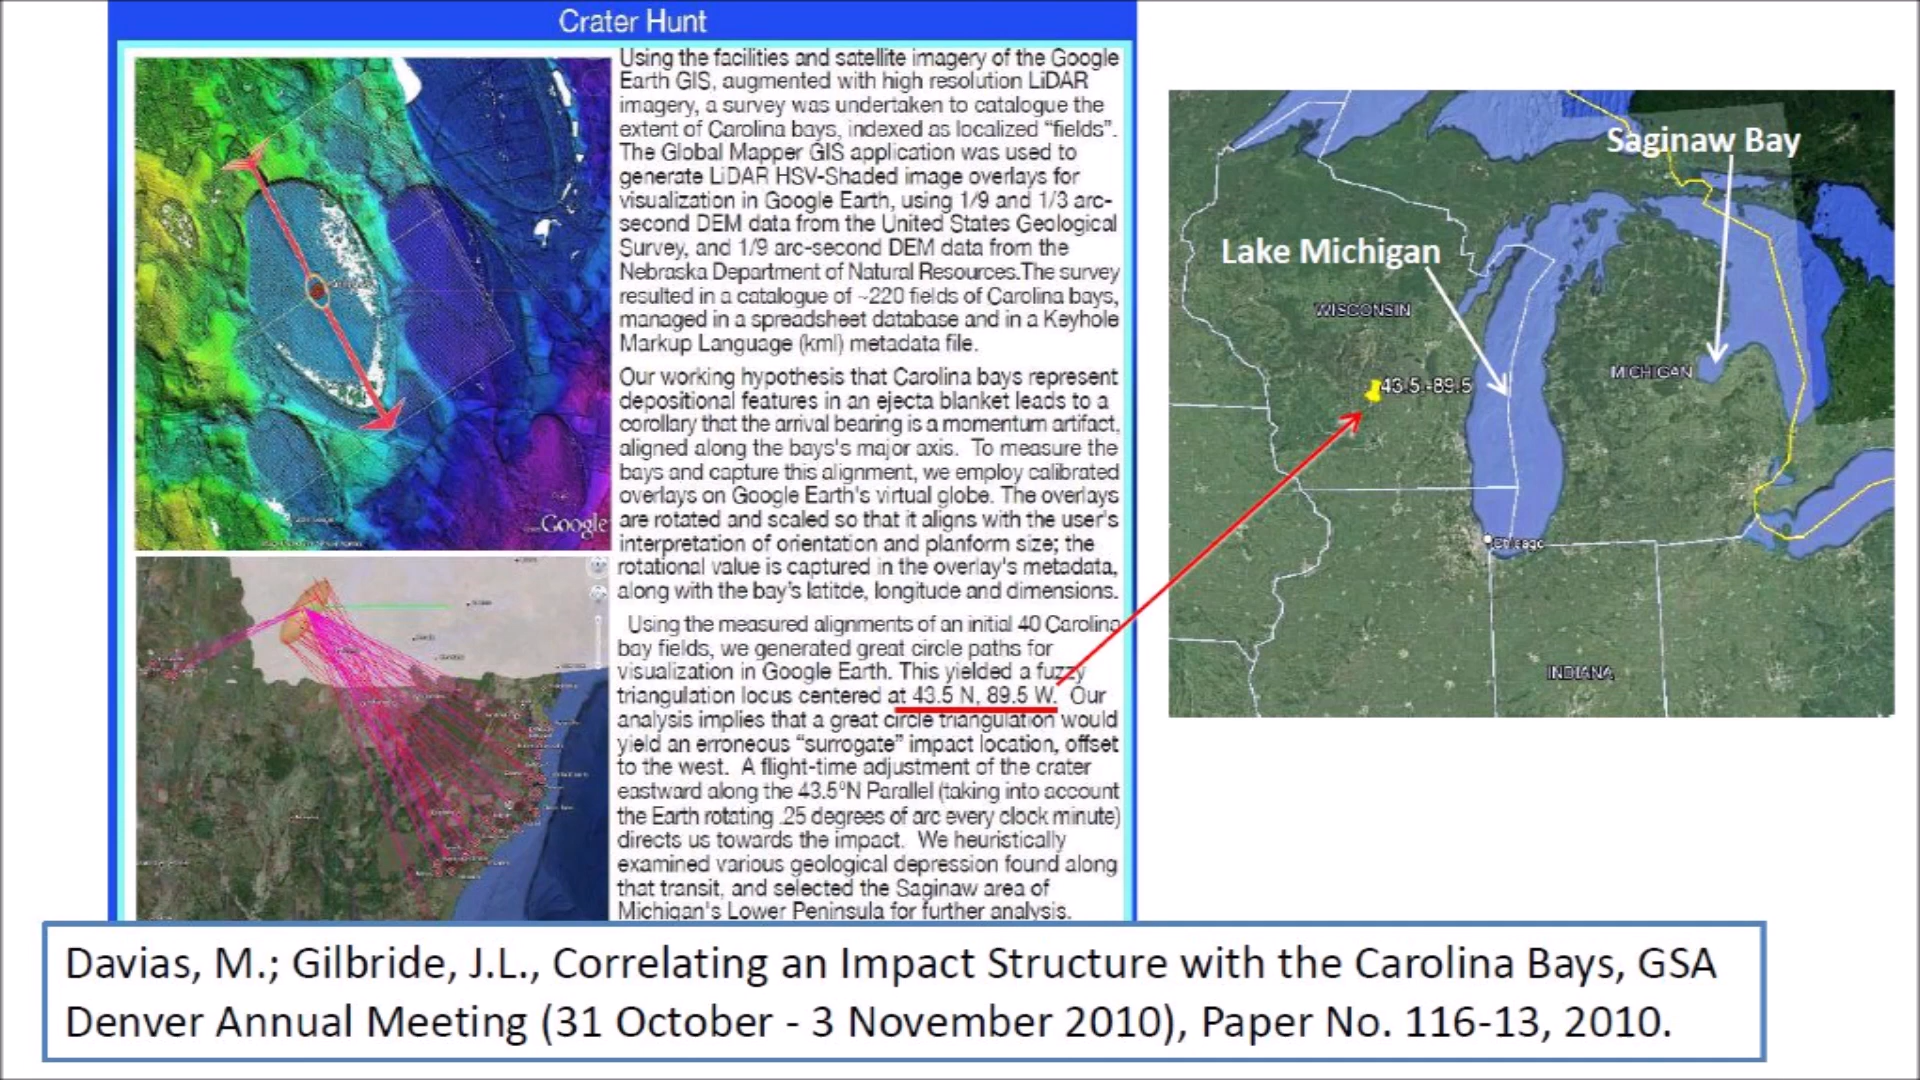 Crater Hunt
Using the facilities and satellite imagery of the Google
Earth GIS, augmented with high resolution LiDAR
imagery, a survey was undertaken to catalogue the
extent of Carolina bays, indexed as localized “fields”.
The Global Mapper GIS application was used to
generate LiDAR HSV-Shaded image overlays for
visualization in Google Earth, using 1/9 and 1/3 arc-
second DEM data from the United States Geological
Survey, and 1/9 arc-second DEM data from the
Nebraska Department of Natural Resources.The survey
resulted in a catalogue of ~220 fields of Carolina bays,
managed in a spreadsheet database and in a Keyhole
Markup Language (kml) metadata file.
Our working hypothesis that Carolina bays represent
depositional features in an ejecta blanket leads to a
corollary that the arrival bearing is a momentum artifact,
aligned along the bays's major axis. To measure the
bays and capture this alignment, we employ calibrated
overlays on Google Earth's virtual globe. The overlays
are rotated and scaled so that it aligns with the user's
interpretation of orientation and planform size; the
rotational value is captured in the overlay's metadata,
along with the bay's latitde, longitude and dimensions.
Using the measured alignments of an initial 40 Carolina
bay fields, we generated great circle paths for
visualization in Google Earth. This yielded a fuzzy
triangulation locus centered at 43.5 N, 89.5 W. Our
analysis implies that a great circle triangulation would
yield an erroneous “surrogate” impact location, offset
to the west. A flight-time adjustment of the crater
eastward along the 43.5°N Parallel (taking into account
the Earth rotating .25 degrees of arc every clock minute)
directs us towards the impact. We heuristically
examined various geological depression found along
that transit, and selected the Saginaw area of
Michigan's Lower Peninsula for further analysis.
Google
Saginaw Bay
Lake Michigan
WISCONSIN
MICHIGAN
43.5 -89.5
Chicago
INDIANA
Davias, M.; Gilbride, J.L., Correlating an Impact Structure with the Carolina Bays, GSA
Denver Annual Meeting (31 October - 3 November 2010), Paper No. 116-13, 2010.